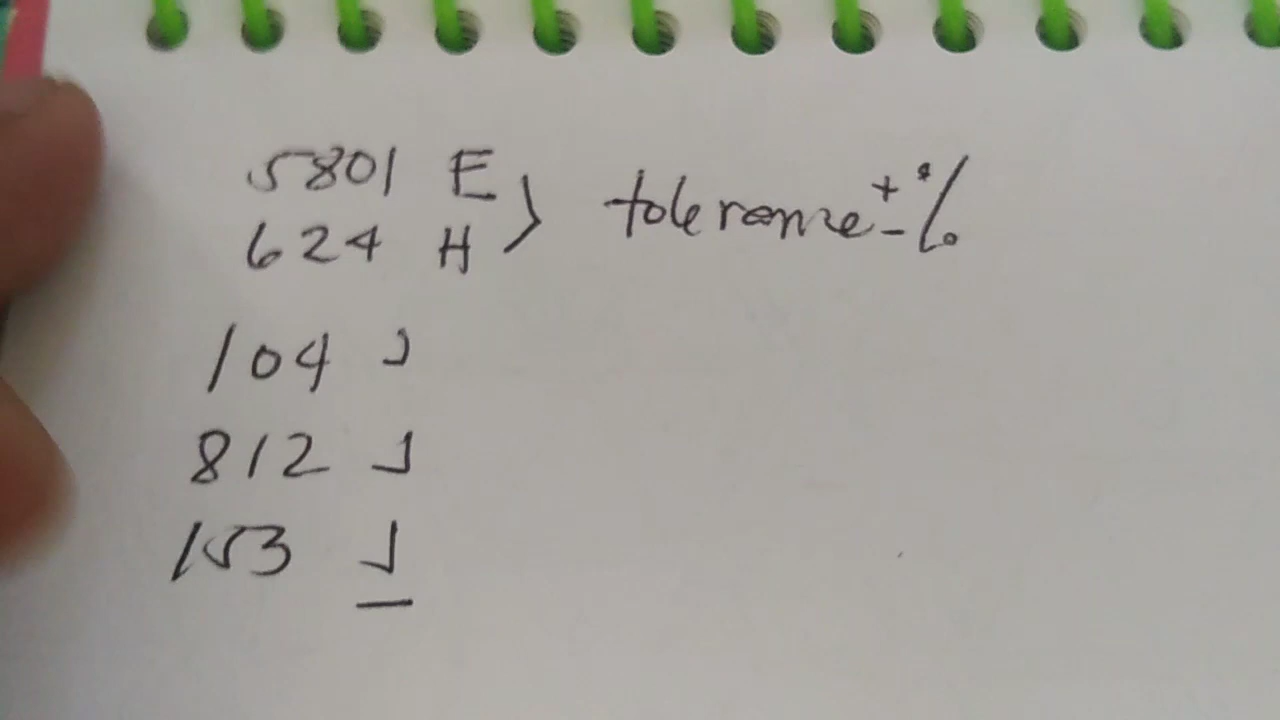 5801 E
624 H } tolerance ± %
104 J
812 J
153 J